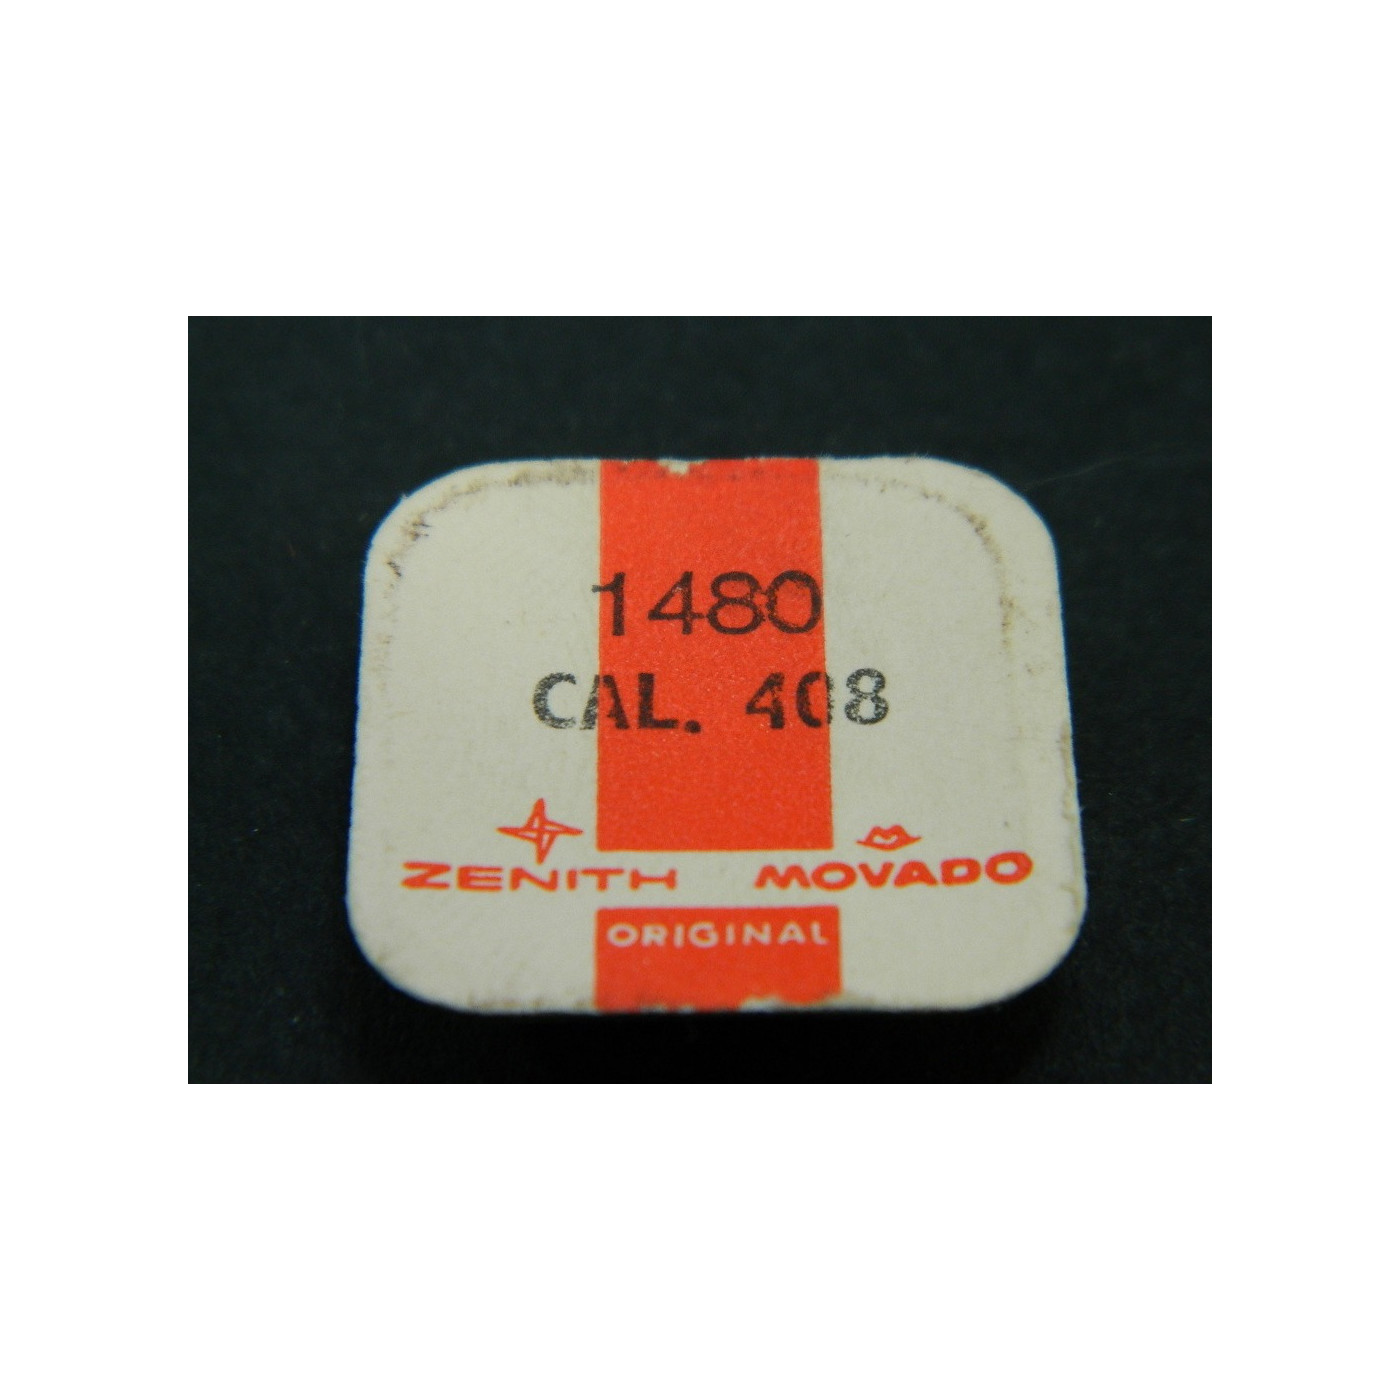 1480
CAL. 408
ZENITH MOVADO
ORIGINAL